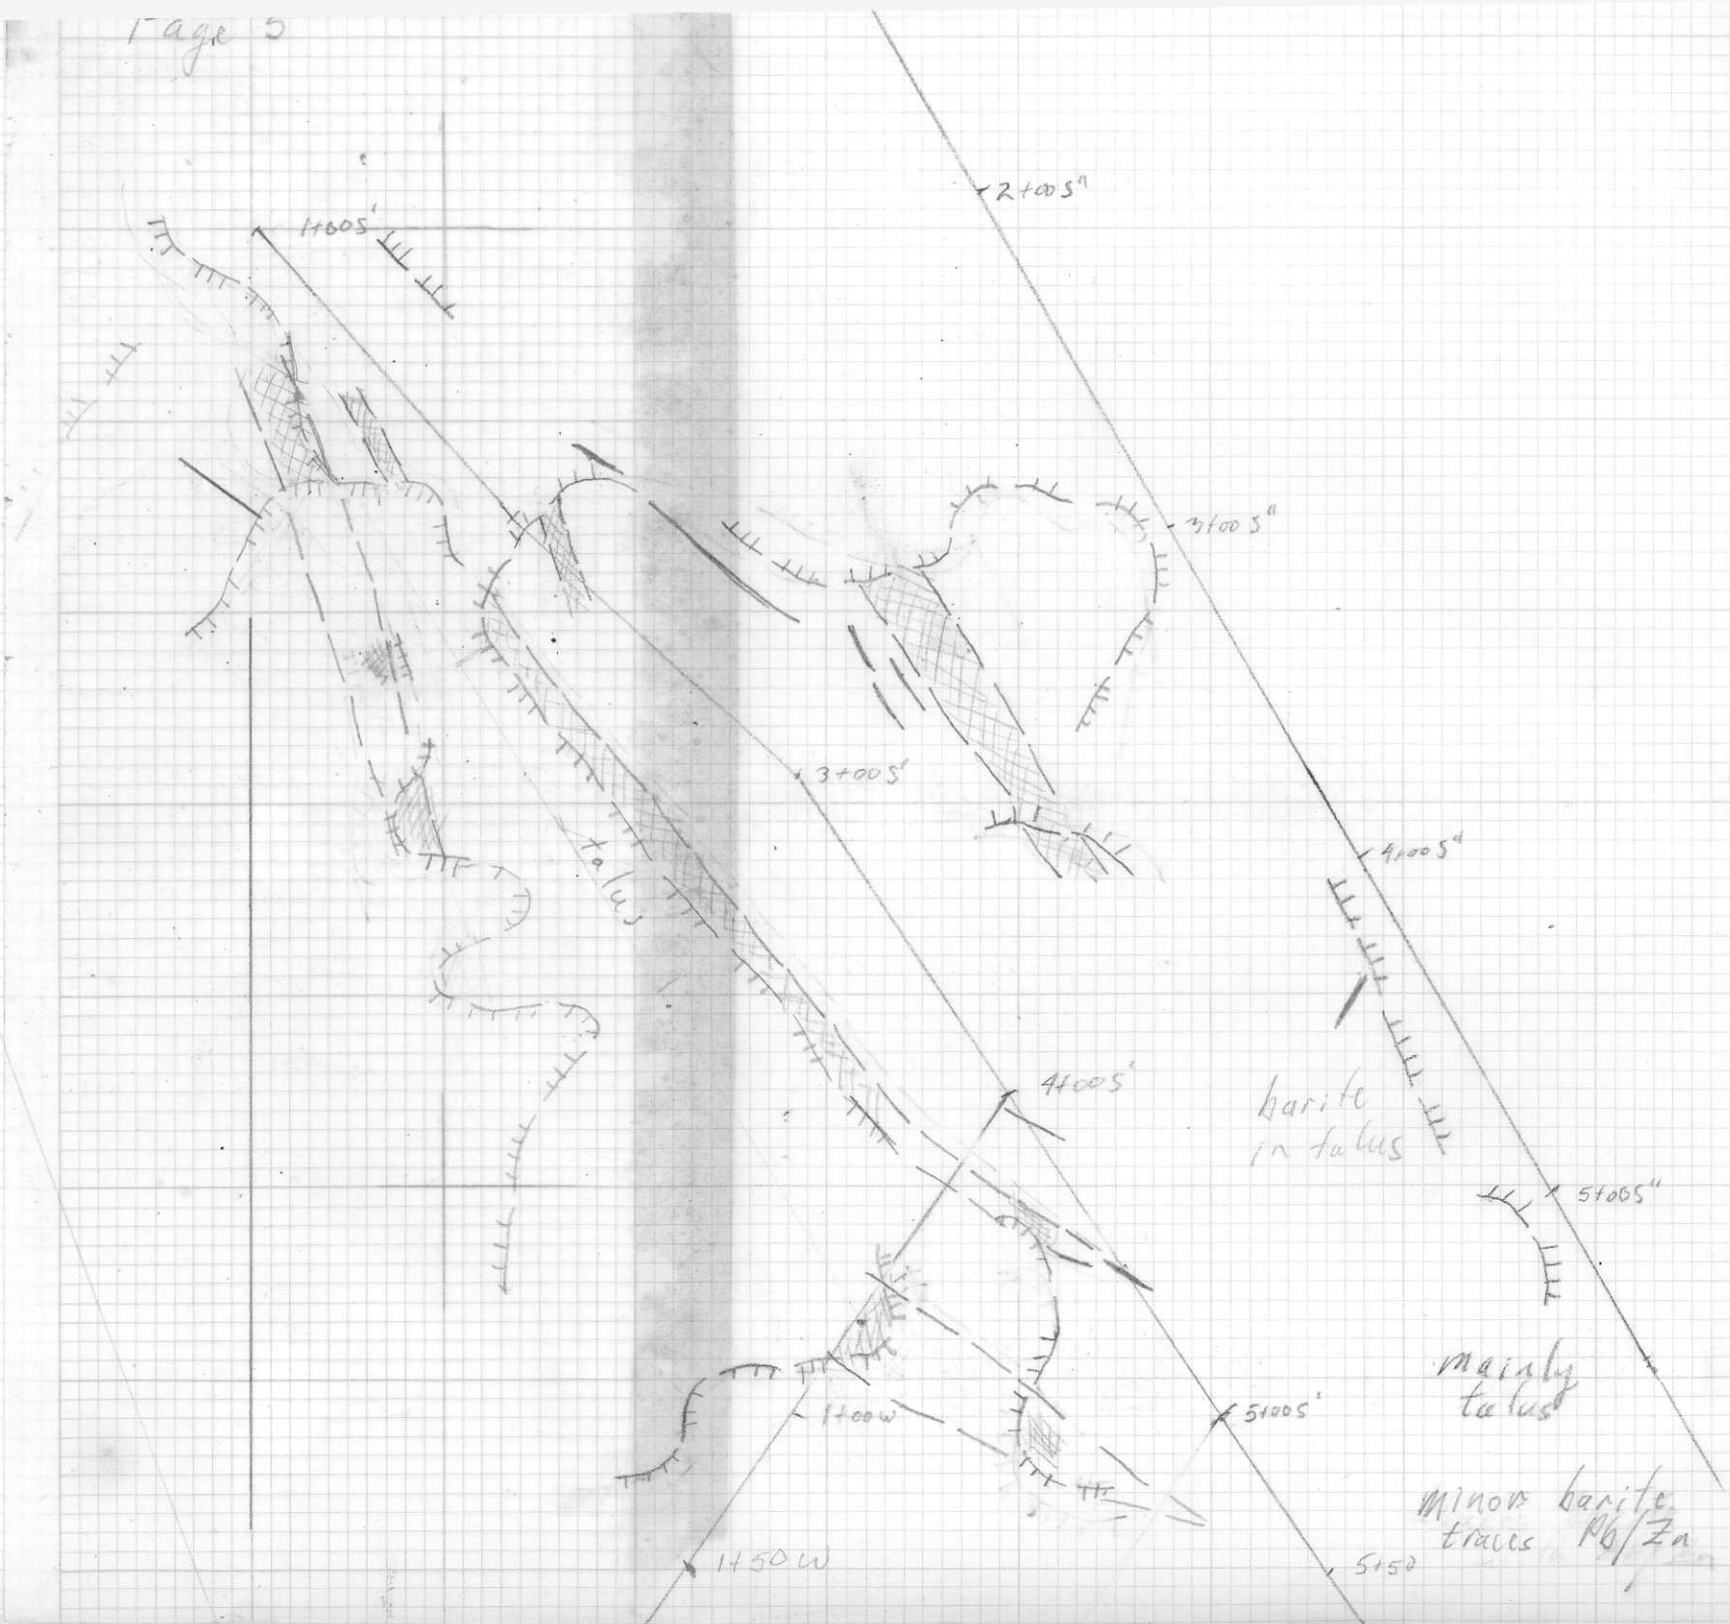 Page 5
2+00S"
1+00S'
3+00S"
3+00S'
4+00S"
talus
4+00S'
barite
in talus
5+00S"
mainly
talus
1+00W
5+00S'
minor barite
traces Pb/Zn
1+50W
5+50